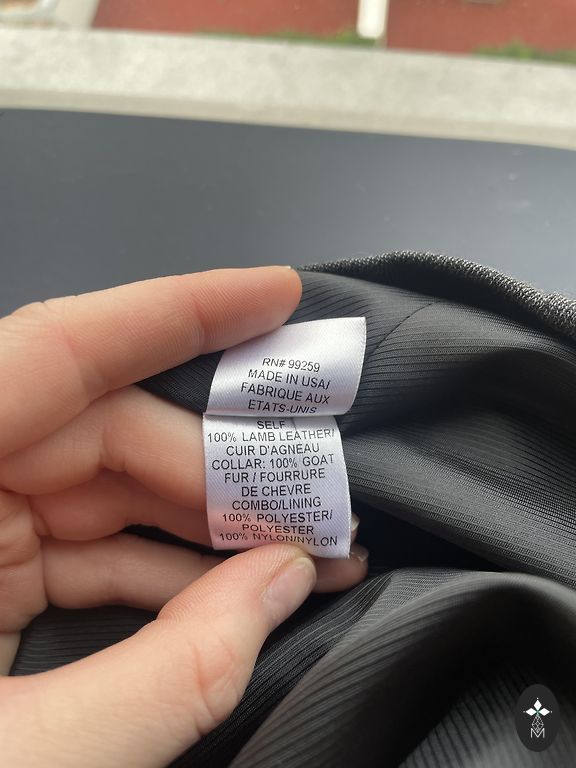 RN# 99259
MADE IN USA/
FABRIQUE AUX
ETATS-UNIS
SELF
100% LAMB LEATHER/
CUIR D'AGNEAU
COLLAR: 100% GOAT
FUR / FOURRURE
DE CHEVRE
COMBO/LINING
100% POLYESTER/
POLYESTER
100% NYLON/NYLON
M